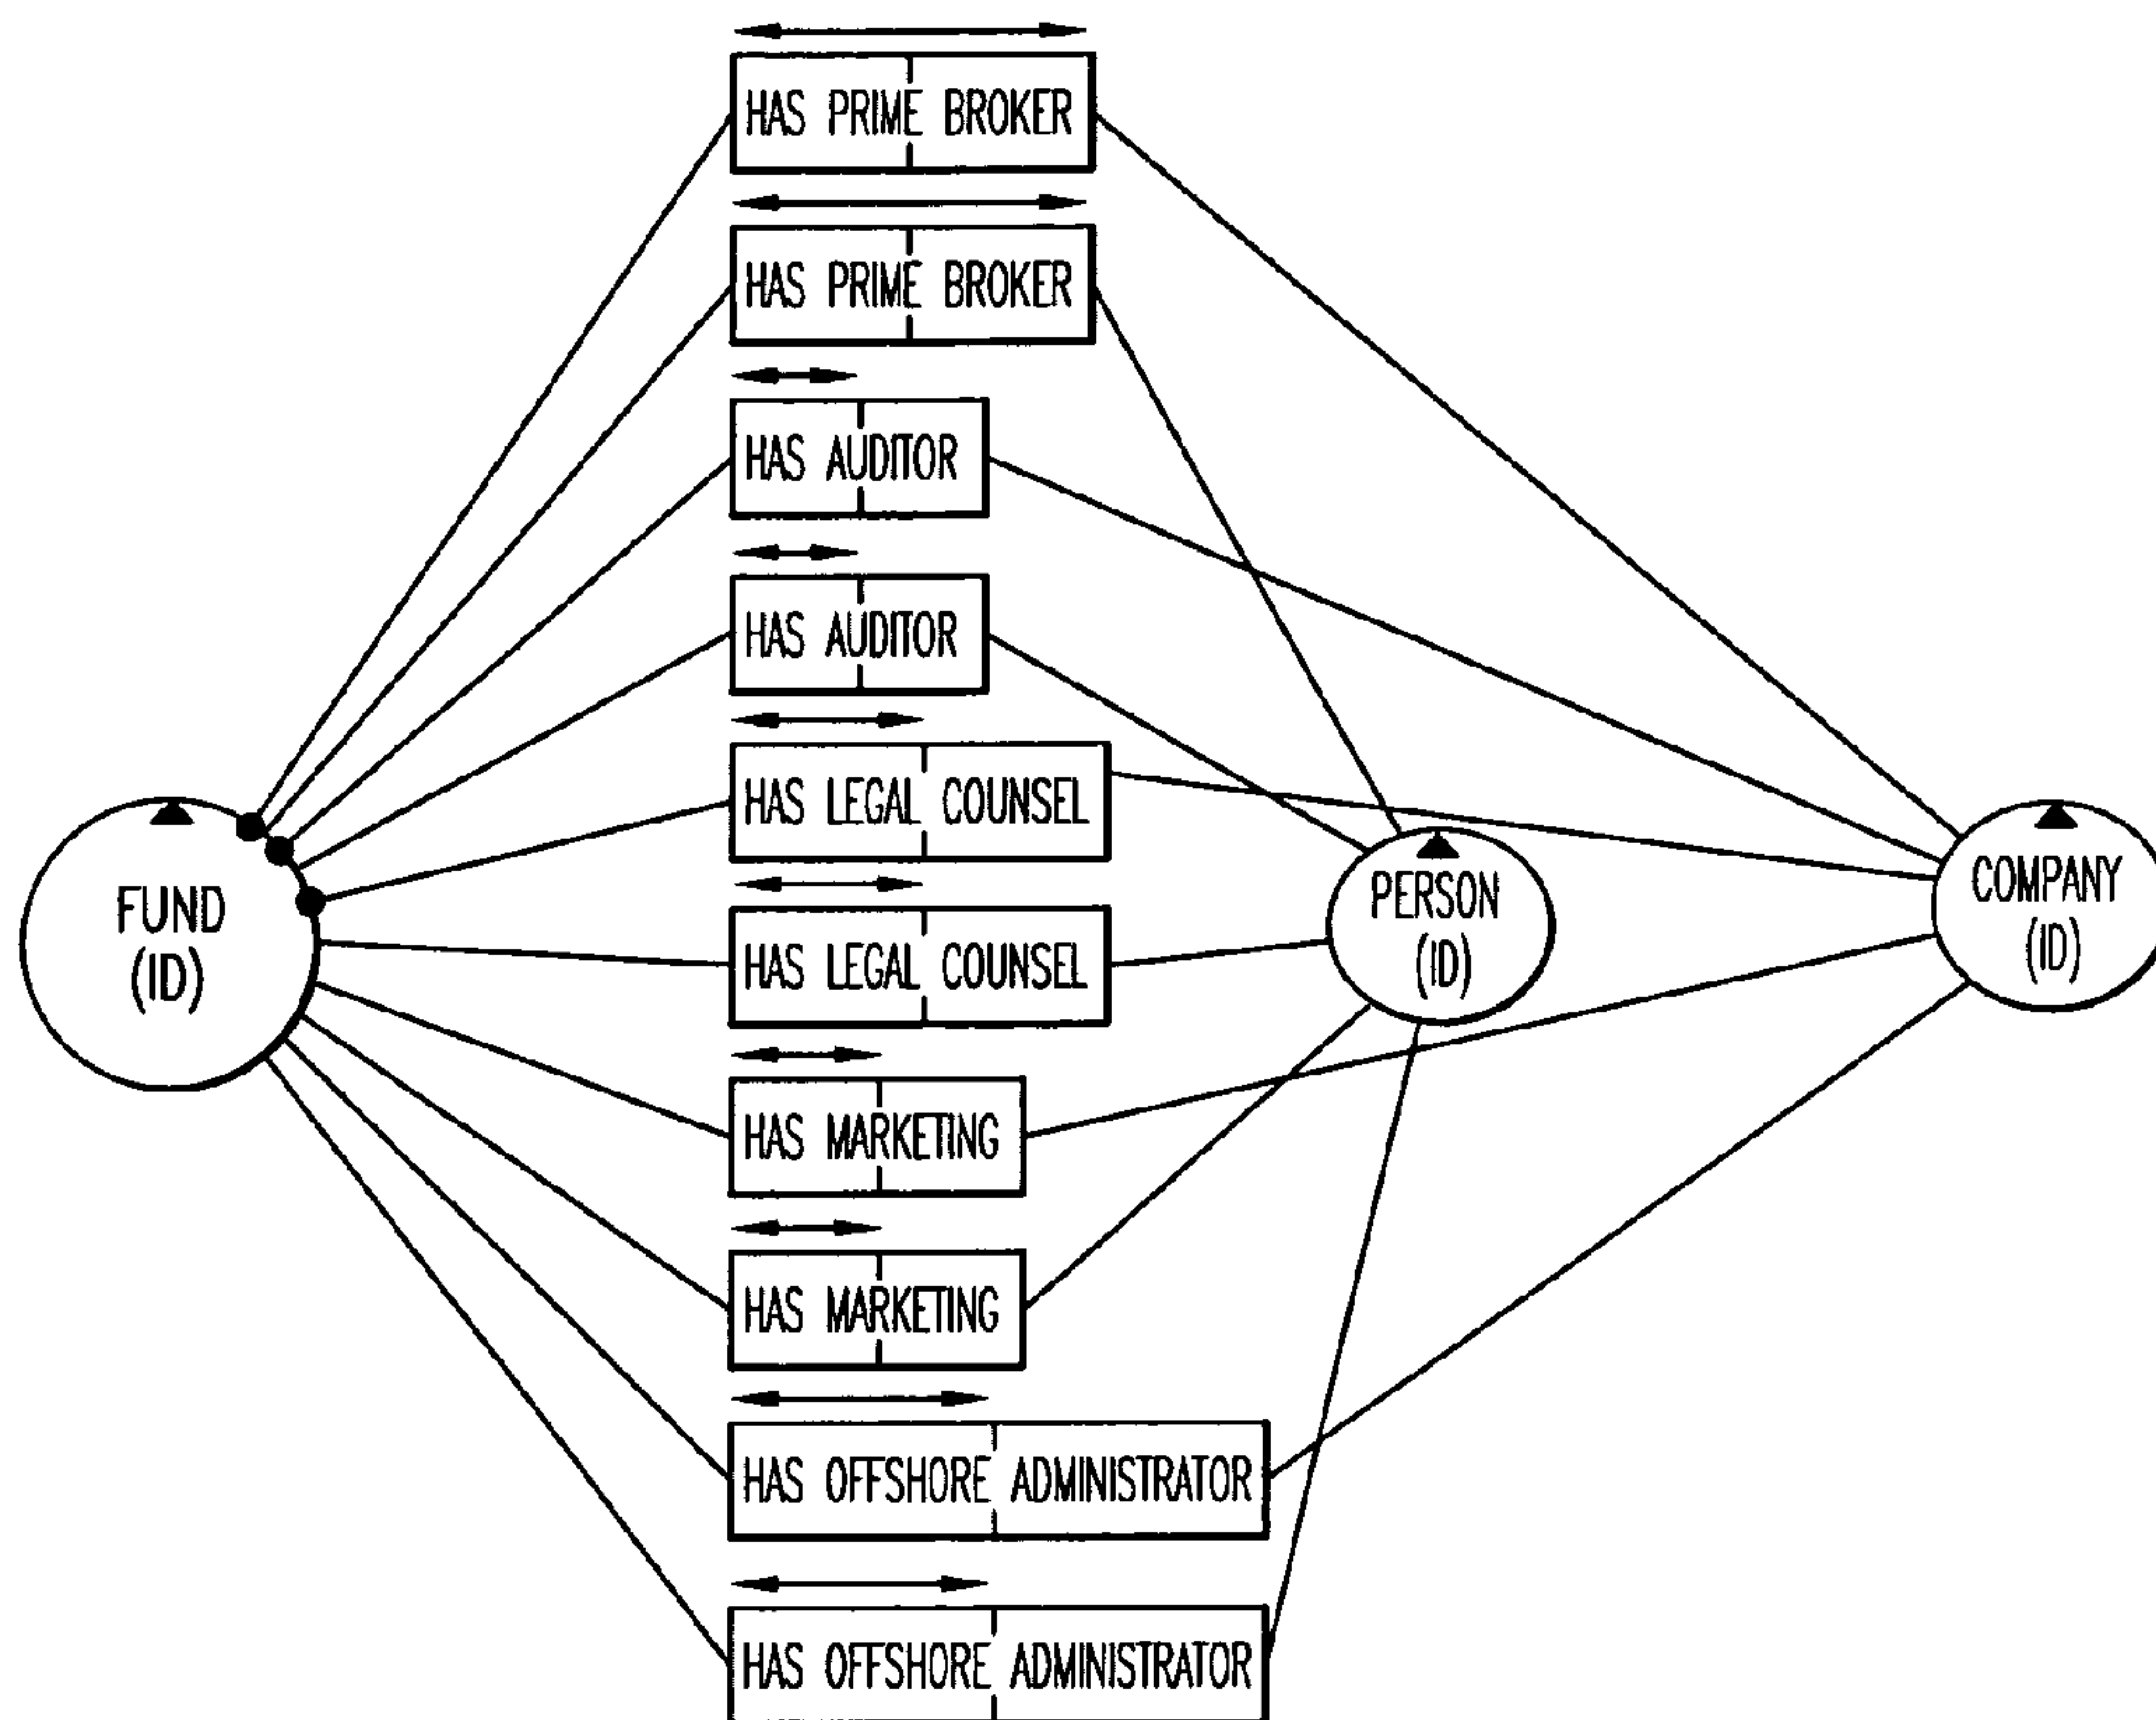 HAS PRIME BROKER
HAS PRIME BROKER
HAS AUDITOR
HAS AUDITOR
HAS LEGAL COUNSEL
HAS LEGAL COUNSEL
HAS MARKETING
HAS MARKETING
HAS OFFSHORE ADMINISTRATOR
HAS OFFSHORE ADMINISTRATOR
FUND
(ID)
PERSON
(ID)
COMPANY
(ID)